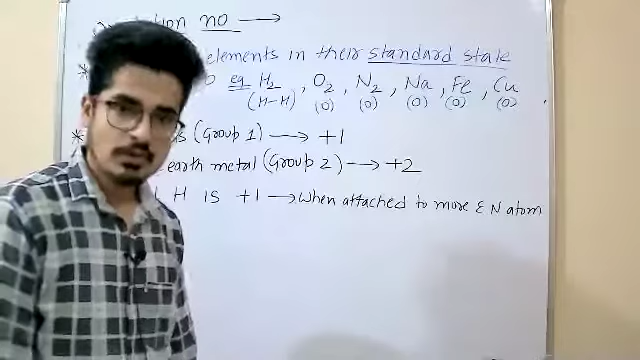 no →
elements in their standard state
eg H₂ , O₂ , N₂ , Na , Fe , Cu
(H-H) (0) (0) (0) (0) (0)
* (Group 1) → +1
earth metal (Group 2) → +2
H is +1 → when attached to more EN atom